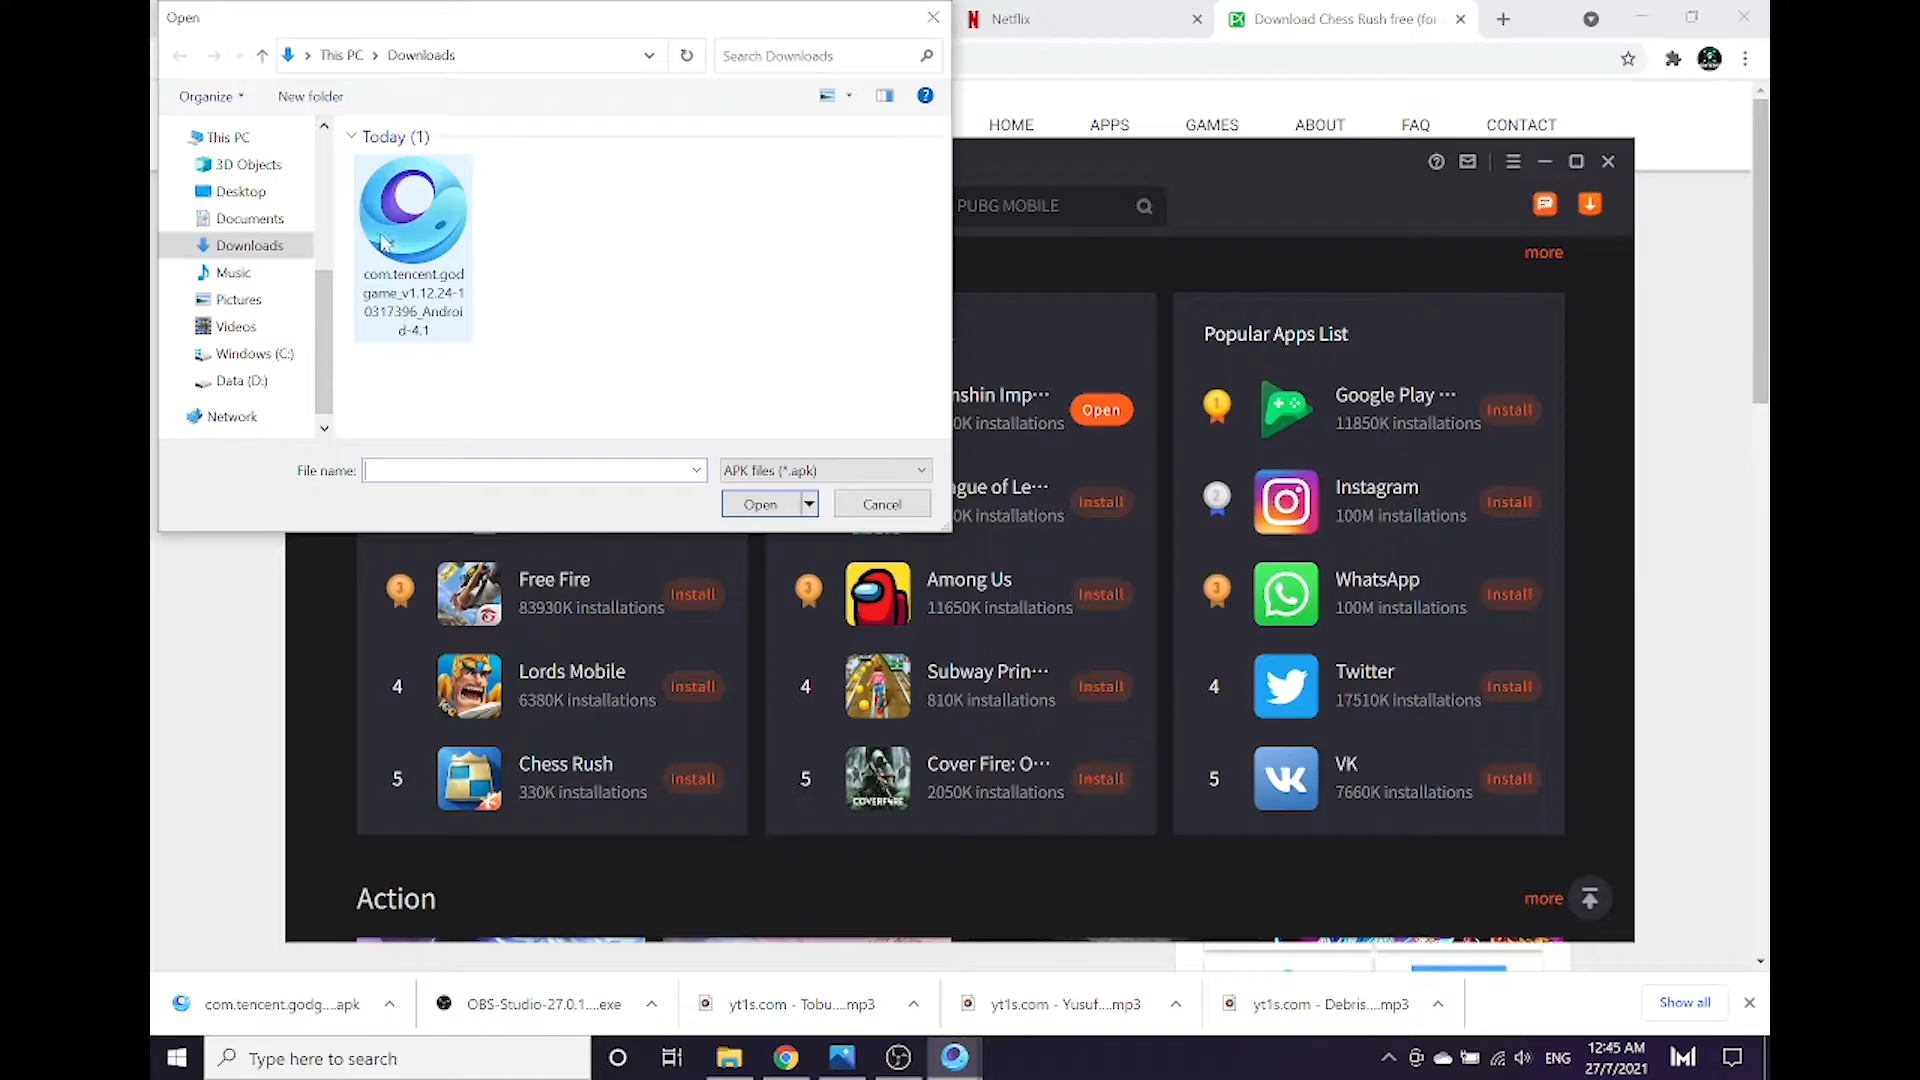 Open
Netflix
Download Chess Rush free (for
This PC
Downloads
Search Downloads
Organize
New folder
This PC
3D Objects
Desktop
Documents
Downloads
Music
Pictures
Videos
Windows (C:)
Data (D:)
Network
Today (1)
com.tencent.god
game_v1.12.24-1
0317396_Androi
d-4.1
File name:
APK files (*.apk)
Open
Cancel
HOME
APPS
GAMES
ABOUT
FAQ
CONTACT
PUBG MOBILE
more
nshin Imp···
0K installations
Open
ague of Le···
0K installations
Install
3
Free Fire
83930K installations
Install
4
Lords Mobile
6380K installations
Install
5
Chess Rush
330K installations
Install
3
Among Us
11650K installations
Install
4
Subway Prin···
810K installations
Install
5
COVERFIRE
Cover Fire: O···
2050K installations
Install
Popular Apps List
1
Google Play ···
11850K installations
Install
2
Instagram
100M installations
Install
3
WhatsApp
100M installations
Install
4
Twitter
17510K installations
Install
5
VK
7660K installations
Install
Action
more
com.tencent.godg....apk
OBS-Studio-27.0.1....exe
yt1s.com - Tobu....mp3
yt1s.com - Yusuf....mp3
yt1s.com - Debris....mp3
Show all
Type here to search
ENG
12:45 AM
27/7/2021